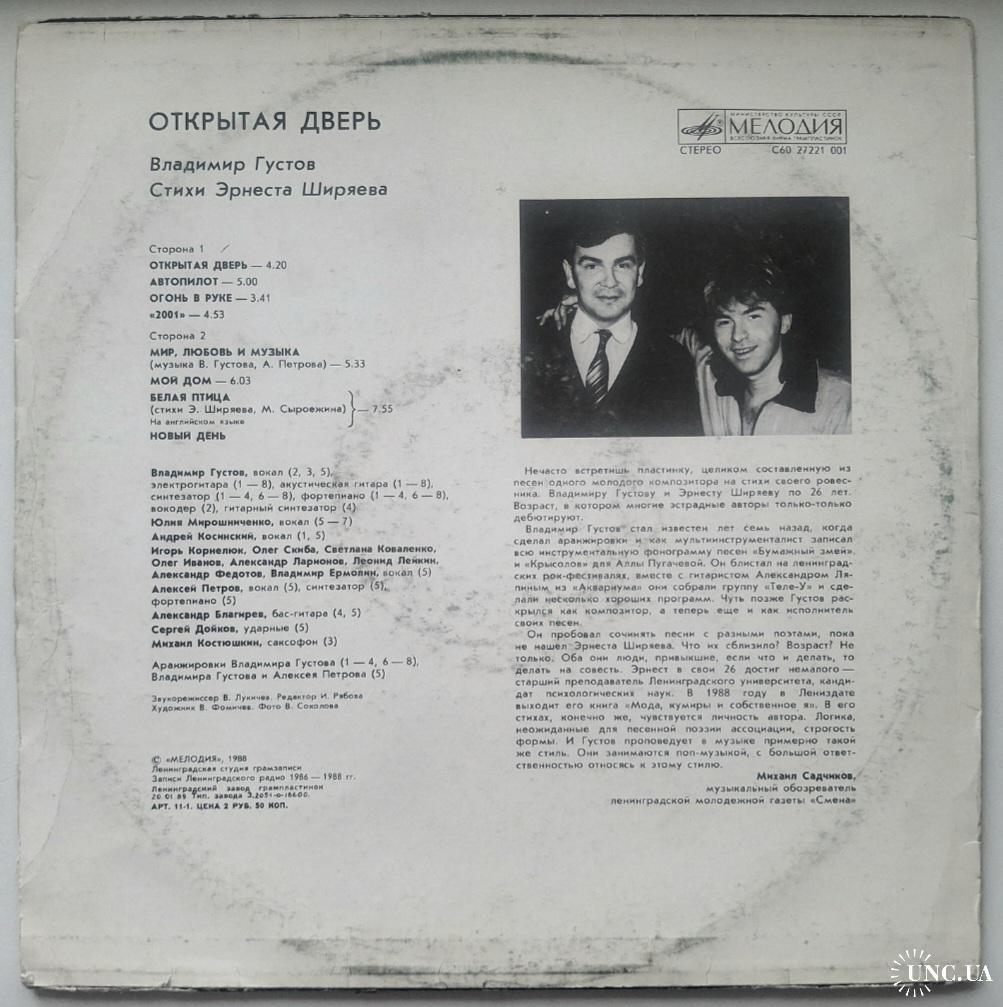 ОТКРЫТАЯ ДВЕРЬ
Владимир Густов
Стихи Эрнеста Ширяева
МИНИСТЕРСТВО КУЛЬТУРЫ СССР
МЕЛОДИЯ
ВСЕСОЮЗНАЯ ФИРМА ГРАМПЛАСТИНОК
СТЕРЕО С60 27221 001
Сторона 1
ОТКРЫТАЯ ДВЕРЬ — 4.20
АВТОПИЛОТ — 5.00
ОГОНЬ В РУКЕ — 3.41
«2001» — 4.53
Сторона 2
МИР, ЛЮБОВЬ И МУЗЫКА
(музыка В. Густова, А. Петрова) — 5.33
МОЙ ДОМ — 6.03
БЕЛАЯ ПТИЦА
(стихи Э. Ширяева, М. Сыроежина) — 7.55
На английском языке
НОВЫЙ ДЕНЬ
Владимир Густов, вокал (2, 3, 5),
электрогитара (1 — 8), акустическая гитара (1 — 8),
синтезатор (1 — 4, 6 — 8), фортепиано (1 — 4, 6 — 8),
вокодер (2), гитарный синтезатор (4)
Юлия Мирошниченко, вокал (5 — 7)
Андрей Косинский, вокал (1, 5)
Игорь Корнелюк, Олег Скиба, Светлана Коваленко,
Олег Иванов, Александр Ларионов, Леонид Лейкин,
Александр Федотов, Владимир Ермолин, вокал (5)
Алексей Петров, вокал (5), синтезатор (5),
фортепиано (5)
Александр Благирев, бас-гитара (4, 5)
Сергей Дойков, ударные (5)
Михаил Костюшкин, саксофон (3)
Аранжировки Владимира Густова (1 — 4, 6 — 8),
Владимира Густова и Алексея Петрова (5)
Звукорежиссер В. Лукичев. Редактор И. Рябова
Художник В. Фомичев. Фото В. Соколова
© «МЕЛОДИЯ», 1988
Ленинградская студия грамзаписи
Записи Ленинградского радио 1986 — 1988 гг.
Ленинградский завод грампластинок
20.01.89 Тип. завода З.2051-0-16600.
АРТ. 11-1. ЦЕНА 2 РУБ. 50 КОП.
Нечасто встретишь пластинку, целиком составленную из
песен одного молодого композитора на стихи своего ровес-
ника. Владимиру Густову и Эрнесту Ширяеву по 26 лет.
Возраст, в котором многие эстрадные авторы только-только
дебютируют.
Владимир Густов стал известен лет семь назад, когда
сделал аранжировки и как мультиинструменталист записал
всю инструментальную фонограмму песен «Бумажный змей»,
и «Крысолов» для Аллы Пугачевой. Он блистал на ленинград-
ских рок-фестивалях, вместе с гитаристом Александром Ля-
пиным из «Аквариума» они собрали группу «Теле-У» и сде-
лали несколько хороших программ. Чуть позже Густов рас-
крылся как композитор, а теперь еще и как исполнитель
своих песен.
Он пробовал сочинять песни с разными поэтами, пока
не нашел Эрнеста Ширяева. Что их сблизило? Возраст? Не
только. Оба они люди, привыкшие, если что и делать, то
делать на совесть. Эрнест в свои 26 достиг немалого —
старший преподаватель Ленинградского университета, канди-
дат психологических наук. В 1988 году в Лениздате
выходит его книга «Мода, кумиры и собственное я». В его
стихах, конечно же, чувствуется личность автора. Логика,
неожиданные для песенной поэзии ассоциации, строгость
формы. И Густов проповедует в музыке примерно такой
же стиль. Они занимаются поп-музыкой, с большой ответ-
ственностью относясь к этому стилю.
Михаил Садчиков,
музыкальный обозреватель
ленинградской молодежной газеты «Смена»
UNC.UA